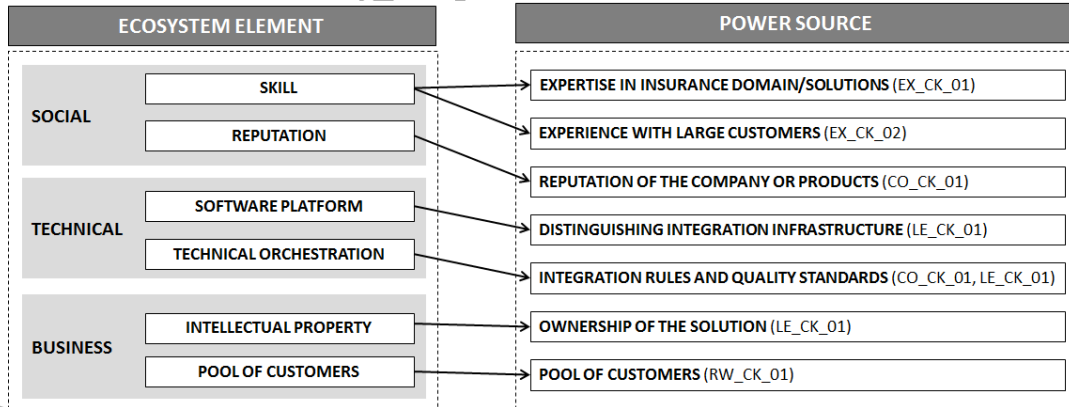 ECOSYSTEM ELEMENT
POWER SOURCE
SOCIAL
SKILL
REPUTATION
TECHNICAL
SOFTWARE PLATFORM
TECHNICAL ORCHESTRATION
BUSINESS
INTELLECTUAL PROPERTY
POOL OF CUSTOMERS
EXPERTISE IN INSURANCE DOMAIN/SOLUTIONS (EX_CK_01)
EXPERIENCE WITH LARGE CUSTOMERS (EX_CK_02)
REPUTATION OF THE COMPANY OR PRODUCTS (CO_CK_01)
DISTINGUISHING INTEGRATION INFRASTRUCTURE (LE_CK_01)
INTEGRATION RULES AND QUALITY STANDARDS (CO_CK_01, LE_CK_01)
OWNERSHIP OF THE SOLUTION (LE_CK_01)
POOL OF CUSTOMERS (RW_CK_01)